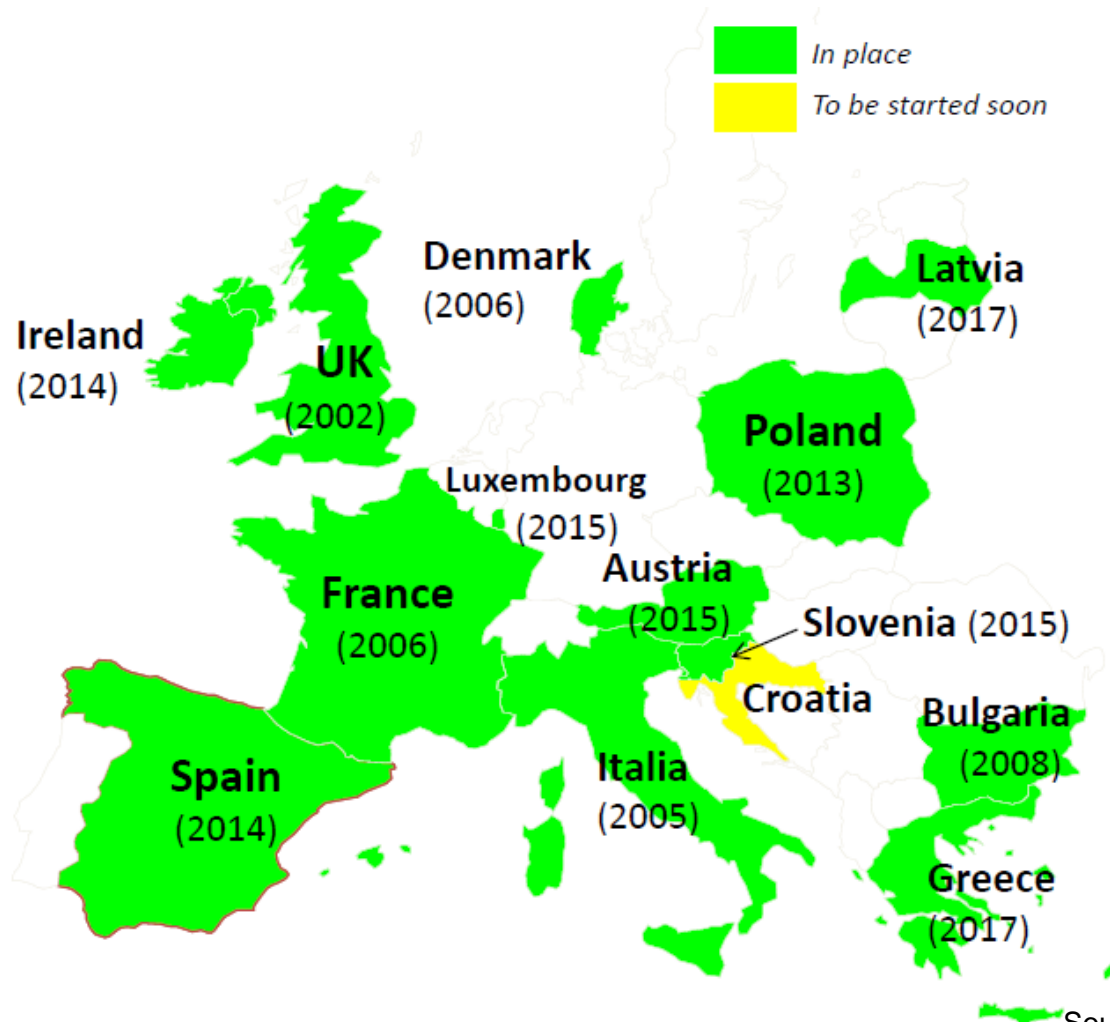 In place
To be started soon
Denmark
(2006)
Latvia
(2017)
Ireland
(2014)
UK
(2002)
Poland
(2013)
Luxembourg
(2015)
Austria
(2015)
France
(2006)
Slovenia (2015)
Croatia
Bulgaria
(2008)
Spain
(2014)
Italia
(2005)
Greece
(2017)